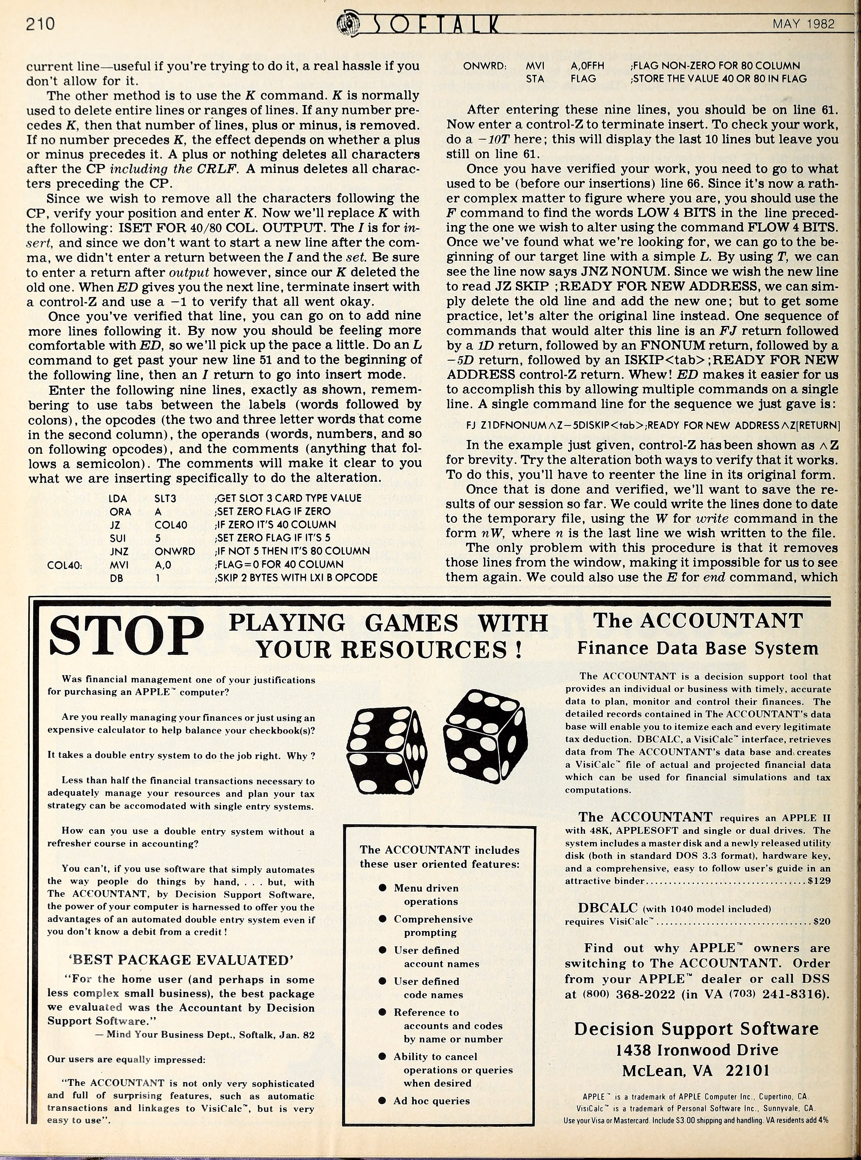 210
SOFTALK
MAY 1982
current line—useful if you're trying to do it, a real hassle if you
don't allow for it.
The other method is to use the K command. K is normally
used to delete entire lines or ranges of lines. If any number pre-
cedes K, then that number of lines, plus or minus, is removed.
If no number precedes K, the effect depends on whether a plus
or minus precedes it. A plus or nothing deletes all characters
after the CP including the CRLF. A minus deletes all charac-
ters preceding the CP.
Since we wish to remove all the characters following the
CP, verify your position and enter K. Now we'll replace K with
the following: ISET FOR 40/80 COL. OUTPUT. The I is for in-
sert, and since we don't want to start a new line after the com-
ma, we didn't enter a return between the I and the set. Be sure
to enter a return after output however, since our K deleted the
old one. When ED gives you the next line, terminate insert with
a control-Z and use a −1 to verify that all went okay.
Once you've verified that line, you can go on to add nine
more lines following it. By now you should be feeling more
comfortable with ED, so we'll pick up the pace a little. Do an L
command to get past your new line 51 and to the beginning of
the following line, then an I return to go into insert mode.
Enter the following nine lines, exactly as shown, remem-
bering to use tabs between the labels (words followed by
colons), the opcodes (the two and three letter words that come
in the second column), the operands (words, numbers, and so
on following opcodes), and the comments (anything that fol-
lows a semicolon). The comments will make it clear to you
what we are inserting specifically to do the alteration.
LDA SLT3 ;GET SLOT 3 CARD TYPE VALUE
ORA A ;SET ZERO FLAG IF ZERO
JZ COL40 ;IF ZERO IT'S 40 COLUMN
SUI 5 ;SET ZERO FLAG IF IT'S 5
JNZ ONWRD ;IF NOT 5 THEN IT'S 80 COLUMN
COL40: MVI A,0 ;FLAG=0 FOR 40 COLUMN
DB 1 ;SKIP 2 BYTES WITH LXI B OPCODE
ONWRD: MVI A,0FFH ;FLAG NON-ZERO FOR 80 COLUMN
STA FLAG ;STORE THE VALUE 40 OR 80 IN FLAG
After entering these nine lines, you should be on line 61.
Now enter a control-Z to terminate insert. To check your work,
do a −10T here; this will display the last 10 lines but leave you
still on line 61.
Once you have verified your work, you need to go to what
used to be (before our insertions) line 66. Since it's now a rath-
er complex matter to figure where you are, you should use the
F command to find the words LOW 4 BITS in the line preced-
ing the one we wish to alter using the command FLOW 4 BITS.
Once we've found what we're looking for, we can go to the be-
ginning of our target line with a simple L. By using T, we can
see the line now says JNZ NONUM. Since we wish the new line
to read JZ SKIP ;READY FOR NEW ADDRESS, we can sim-
ply delete the old line and add the new one; but to get some
practice, let's alter the original line instead. One sequence of
commands that would alter this line is an FJ return followed
by a 1D return, followed by an FNONUM return, followed by a
−5D return, followed by an ISKIP<tab>;READY FOR NEW
ADDRESS control-Z return. Whew! ED makes it easier for us
to accomplish this by allowing multiple commands on a single
line. A single command line for the sequence we just gave is:
FJ Z1DFNONUM∧Z−5DISKIP<tab>;READY FOR NEW ADDRESS∧Z[RETURN]
In the example just given, control-Z has been shown as ∧Z
for brevity. Try the alteration both ways to verify that it works.
To do this, you'll have to reenter the line in its original form.
Once that is done and verified, we'll want to save the re-
sults of our session so far. We could write the lines done to date
to the temporary file, using the W for write command in the
form nW, where n is the last line we wish written to the file.
The only problem with this procedure is that it removes
those lines from the window, making it impossible for us to see
them again. We could also use the E for end command, which
STOP PLAYING GAMES WITH
YOUR RESOURCES !
Was financial management one of your justifications
for purchasing an APPLE™ computer?
Are you really managing your finances or just using an
expensive calculator to help balance your checkbook(s)?
It takes a double entry system to do the job right. Why ?
Less than half the financial transactions necessary to
adequately manage your resources and plan your tax
strategy can be accomodated with single entry systems.
How can you use a double entry system without a
refresher course in accounting?
You can't, if you use software that simply automates
the way people do things by hand, . . . but, with
The ACCOUNTANT, by Decision Support Software,
the power of your computer is harnessed to offer you the
advantages of an automated double entry system even if
you don't know a debit from a credit !
'BEST PACKAGE EVALUATED'
"For the home user (and perhaps in some
less complex small business), the best package
we evaluated was the Accountant by Decision
Support Software."
— Mind Your Business Dept., Softalk, Jan. 82
Our users are equally impressed:
"The ACCOUNTANT is not only very sophisticated
and full of surprising features, such as automatic
transactions and linkages to VisiCalc™, but is very
easy to use".
The ACCOUNTANT includes
these user oriented features:
● Menu driven
operations
● Comprehensive
prompting
● User defined
account names
● User defined
code names
● Reference to
accounts and codes
by name or number
● Ability to cancel
operations or queries
when desired
● Ad hoc queries
The ACCOUNTANT
Finance Data Base System
The ACCOUNTANT is a decision support tool that
provides an individual or business with timely, accurate
data to plan, monitor and control their finances. The
detailed records contained in The ACCOUNTANT's data
base will enable you to itemize each and every legitimate
tax deduction. DBCALC, a VisiCalc™ interface, retrieves
data from The ACCOUNTANT's data base and creates
a VisiCalc™ file of actual and projected financial data
which can be used for financial simulations and tax
computations.
The ACCOUNTANT requires an APPLE II
with 48K, APPLESOFT and single or dual drives. The
system includes a master disk and a newly released utility
disk (both in standard DOS 3.3 format), hardware key,
and a comprehensive, easy to follow user's guide in an
attractive binder................................$129
DBCALC (with 1040 model included)
requires VisiCalc™...............................$20
Find out why APPLE™ owners are
switching to The ACCOUNTANT. Order
from your APPLE™ dealer or call DSS
at (800) 368-2022 (in VA (703) 241-8316).
Decision Support Software
1438 Ironwood Drive
McLean, VA 22101
APPLE™ is a trademark of APPLE Computer Inc., Cupertino, CA.
VisiCalc™ is a trademark of Personal Software Inc., Sunnyvale, CA.
Use your Visa or Mastercard. Include $3.00 shipping and handling. VA residents add 4%